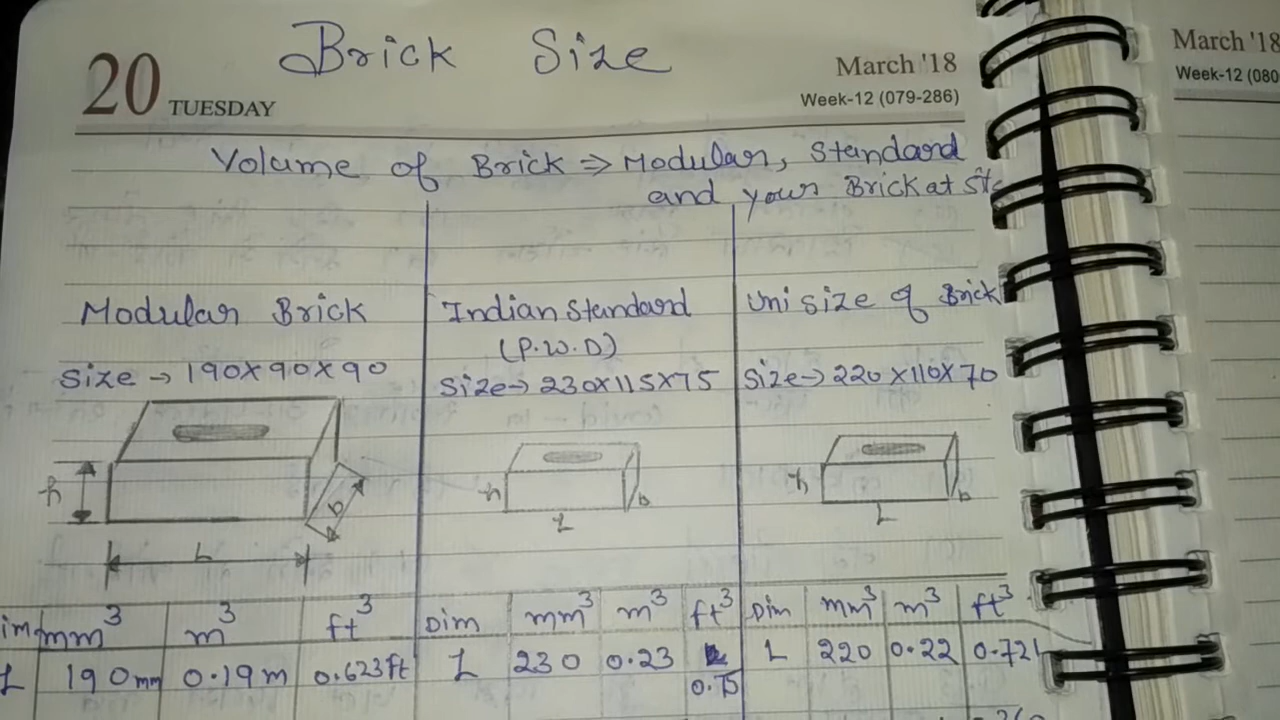 Brick Size
20 TUESDAY
March '18
Week-12 (079-286)
March '18
Week-12 (080
Volume of Brick ⇒ Modular, Standard
and your Brick at
Modular Brick
Size → 190X90X90
h
b
L
Indian Standard
(P.W.D)
Size → 230X115X75
h
b
L
Uni size of Brick
Size → 220X110X70
h
b
L
im mm³ m³ ft³
L 190mm 0.19m 0.623ft
Dim mm³ m³ ft³
L 230 0.23 0.75
Dim mm³ m³ ft³
L 220 0.22 0.721